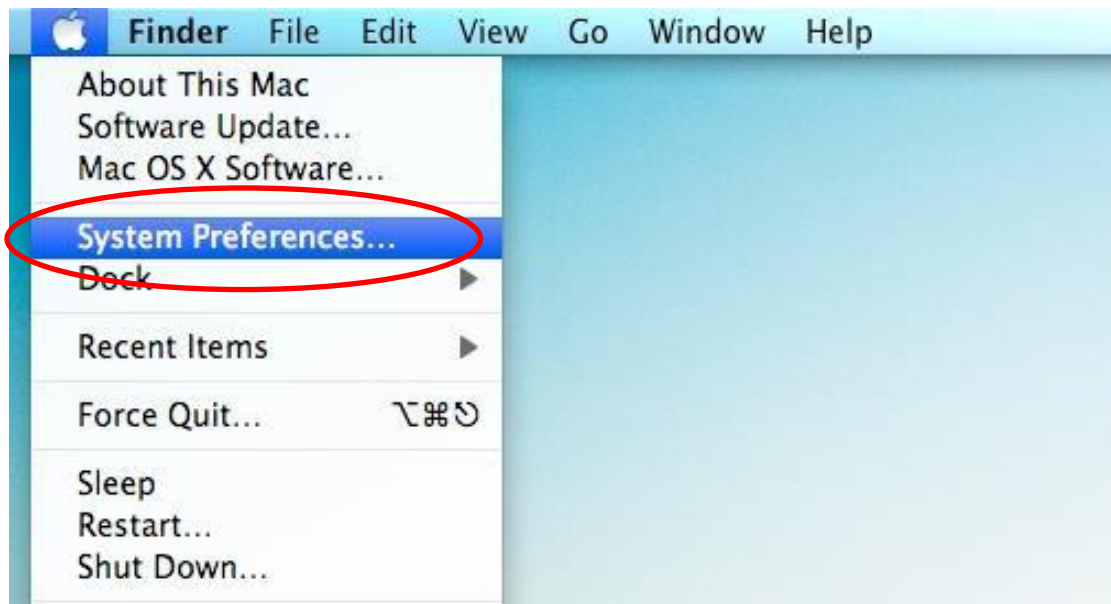 Finder File Edit View Go Window Help
About This Mac
Software Update...
Mac OS X Software...
System Preferences...
Dock
Recent Items
Force Quit... ⌥⌘⎋
Sleep
Restart...
Shut Down...